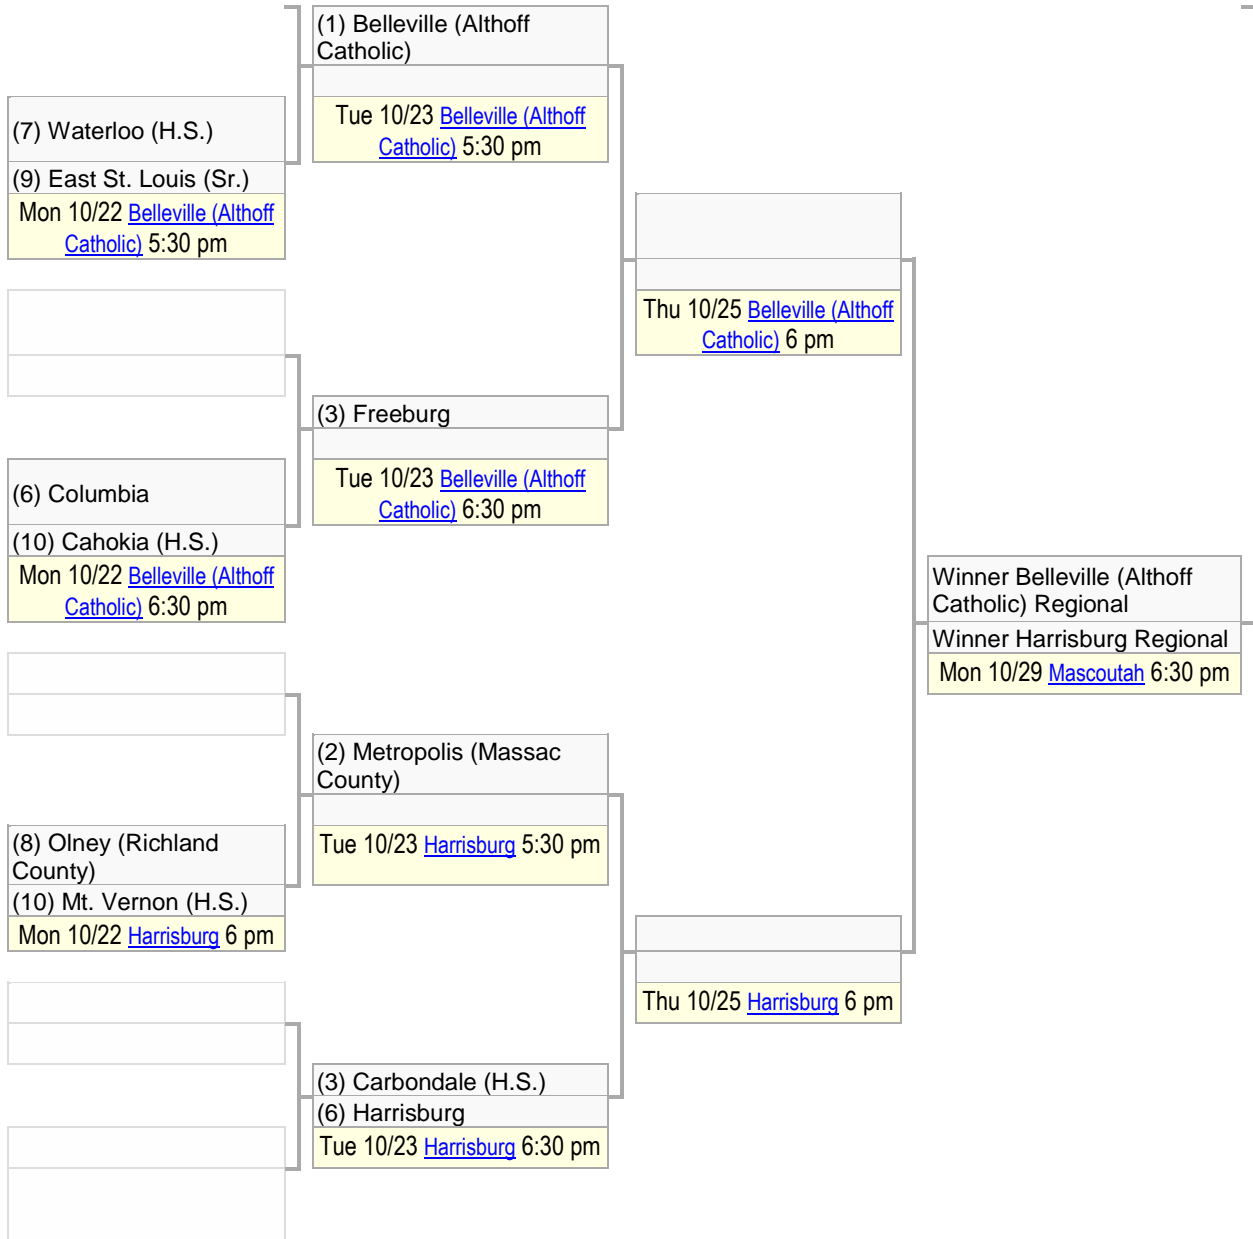 (1) Belleville (Althoff
Catholic)
Tue 10/23 Belleville (Althoff
Catholic) 5:30 pm
(7) Waterloo (H.S.)
(9) East St. Louis (Sr.)
Mon 10/22 Belleville (Althoff
Catholic) 5:30 pm
Thu 10/25 Belleville (Althoff
Catholic) 6 pm
(3) Freeburg
Tue 10/23 Belleville (Althoff
Catholic) 6:30 pm
(6) Columbia
(10) Cahokia (H.S.)
Mon 10/22 Belleville (Althoff
Catholic) 6:30 pm
Winner Belleville (Althoff
Catholic) Regional
Winner Harrisburg Regional
Mon 10/29 Mascoutah 6:30 pm
(2) Metropolis (Massac
County)
Tue 10/23 Harrisburg 5:30 pm
(8) Olney (Richland
County)
(10) Mt. Vernon (H.S.)
Mon 10/22 Harrisburg 6 pm
Thu 10/25 Harrisburg 6 pm
(3) Carbondale (H.S.)
(6) Harrisburg
Tue 10/23 Harrisburg 6:30 pm